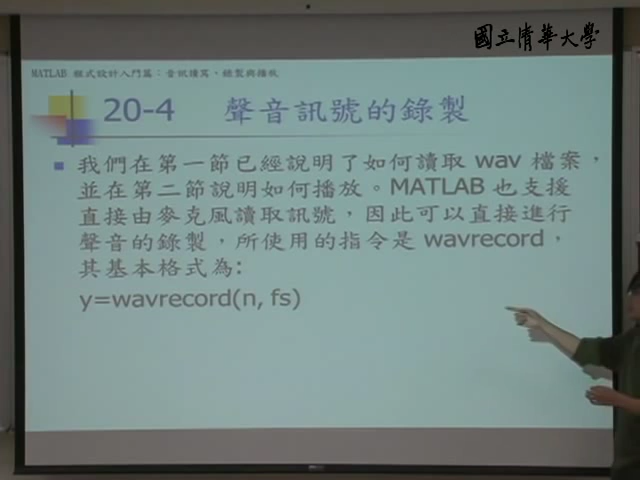 國立清華大學
MATLAB 程式設計入門篇：音訊讀寫、錄製與播放
20-4 聲音訊號的錄製
我們在第一節已經說明了如何讀取 wav 檔案，
並在第二節說明如何播放。MATLAB 也支援
直接由麥克風讀取訊號，因此可以直接進行
聲音的錄製，所使用的指令是 wavrecord，
其基本格式為:
y=wavrecord(n, fs)